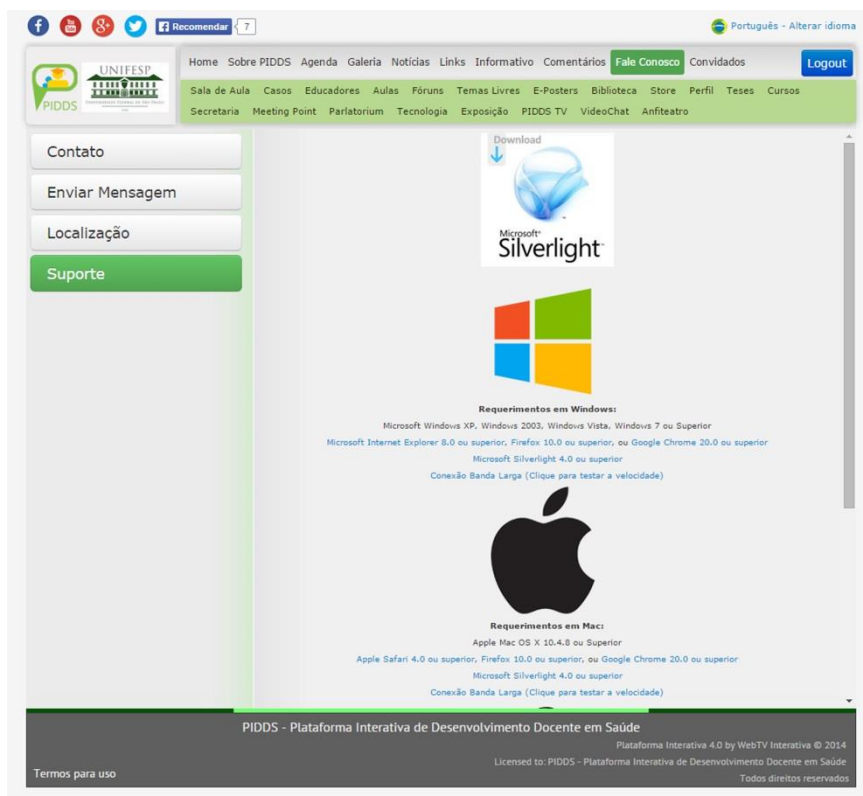 Recomendar 7
Português - Alterar idioma
PIDDS
UNIFESP
Home Sobre PIDDS Agenda Galeria Notícias Links Informativo Comentários Fale Conosco Convidados
Logout
Sala de Aula Casos Educadores Aulas Fóruns Temas Livres E-Posters Biblioteca Store Perfil Teses Cursos
Secretaria Meeting Point Parlatorium Tecnologia Exposição PIDDS TV VideoChat Anfiteatro
Contato
Enviar Mensagem
Localização
Suporte
Download
Microsoft
Silverlight
Requerimentos em Windows:
Microsoft Windows XP, Windows 2003, Windows Vista, Windows 7 ou Superior
Microsoft Internet Explorer 8.0 ou superior, Firefox 10.0 ou superior, ou Google Chrome 20.0 ou superior
Microsoft Silverlight 4.0 ou superior
Conexão Banda Larga (Clique para testar a velocidade)
Requerimentos em Mac:
Apple Mac OS X 10.4.8 ou Superior
Apple Safari 4.0 ou superior, Firefox 10.0 ou superior, ou Google Chrome 20.0 ou superior
Microsoft Silverlight 4.0 ou superior
Conexão Banda Larga (Clique para testar a velocidade)
PIDDS - Plataforma Interativa de Desenvolvimento Docente em Saúde
Plataforma Interativa 4.0 by WebTV Interativa © 2014
Licensed to: PIDDS - Plataforma Interativa de Desenvolvimento Docente em Saúde
Termos para uso
Todos direitos reservados